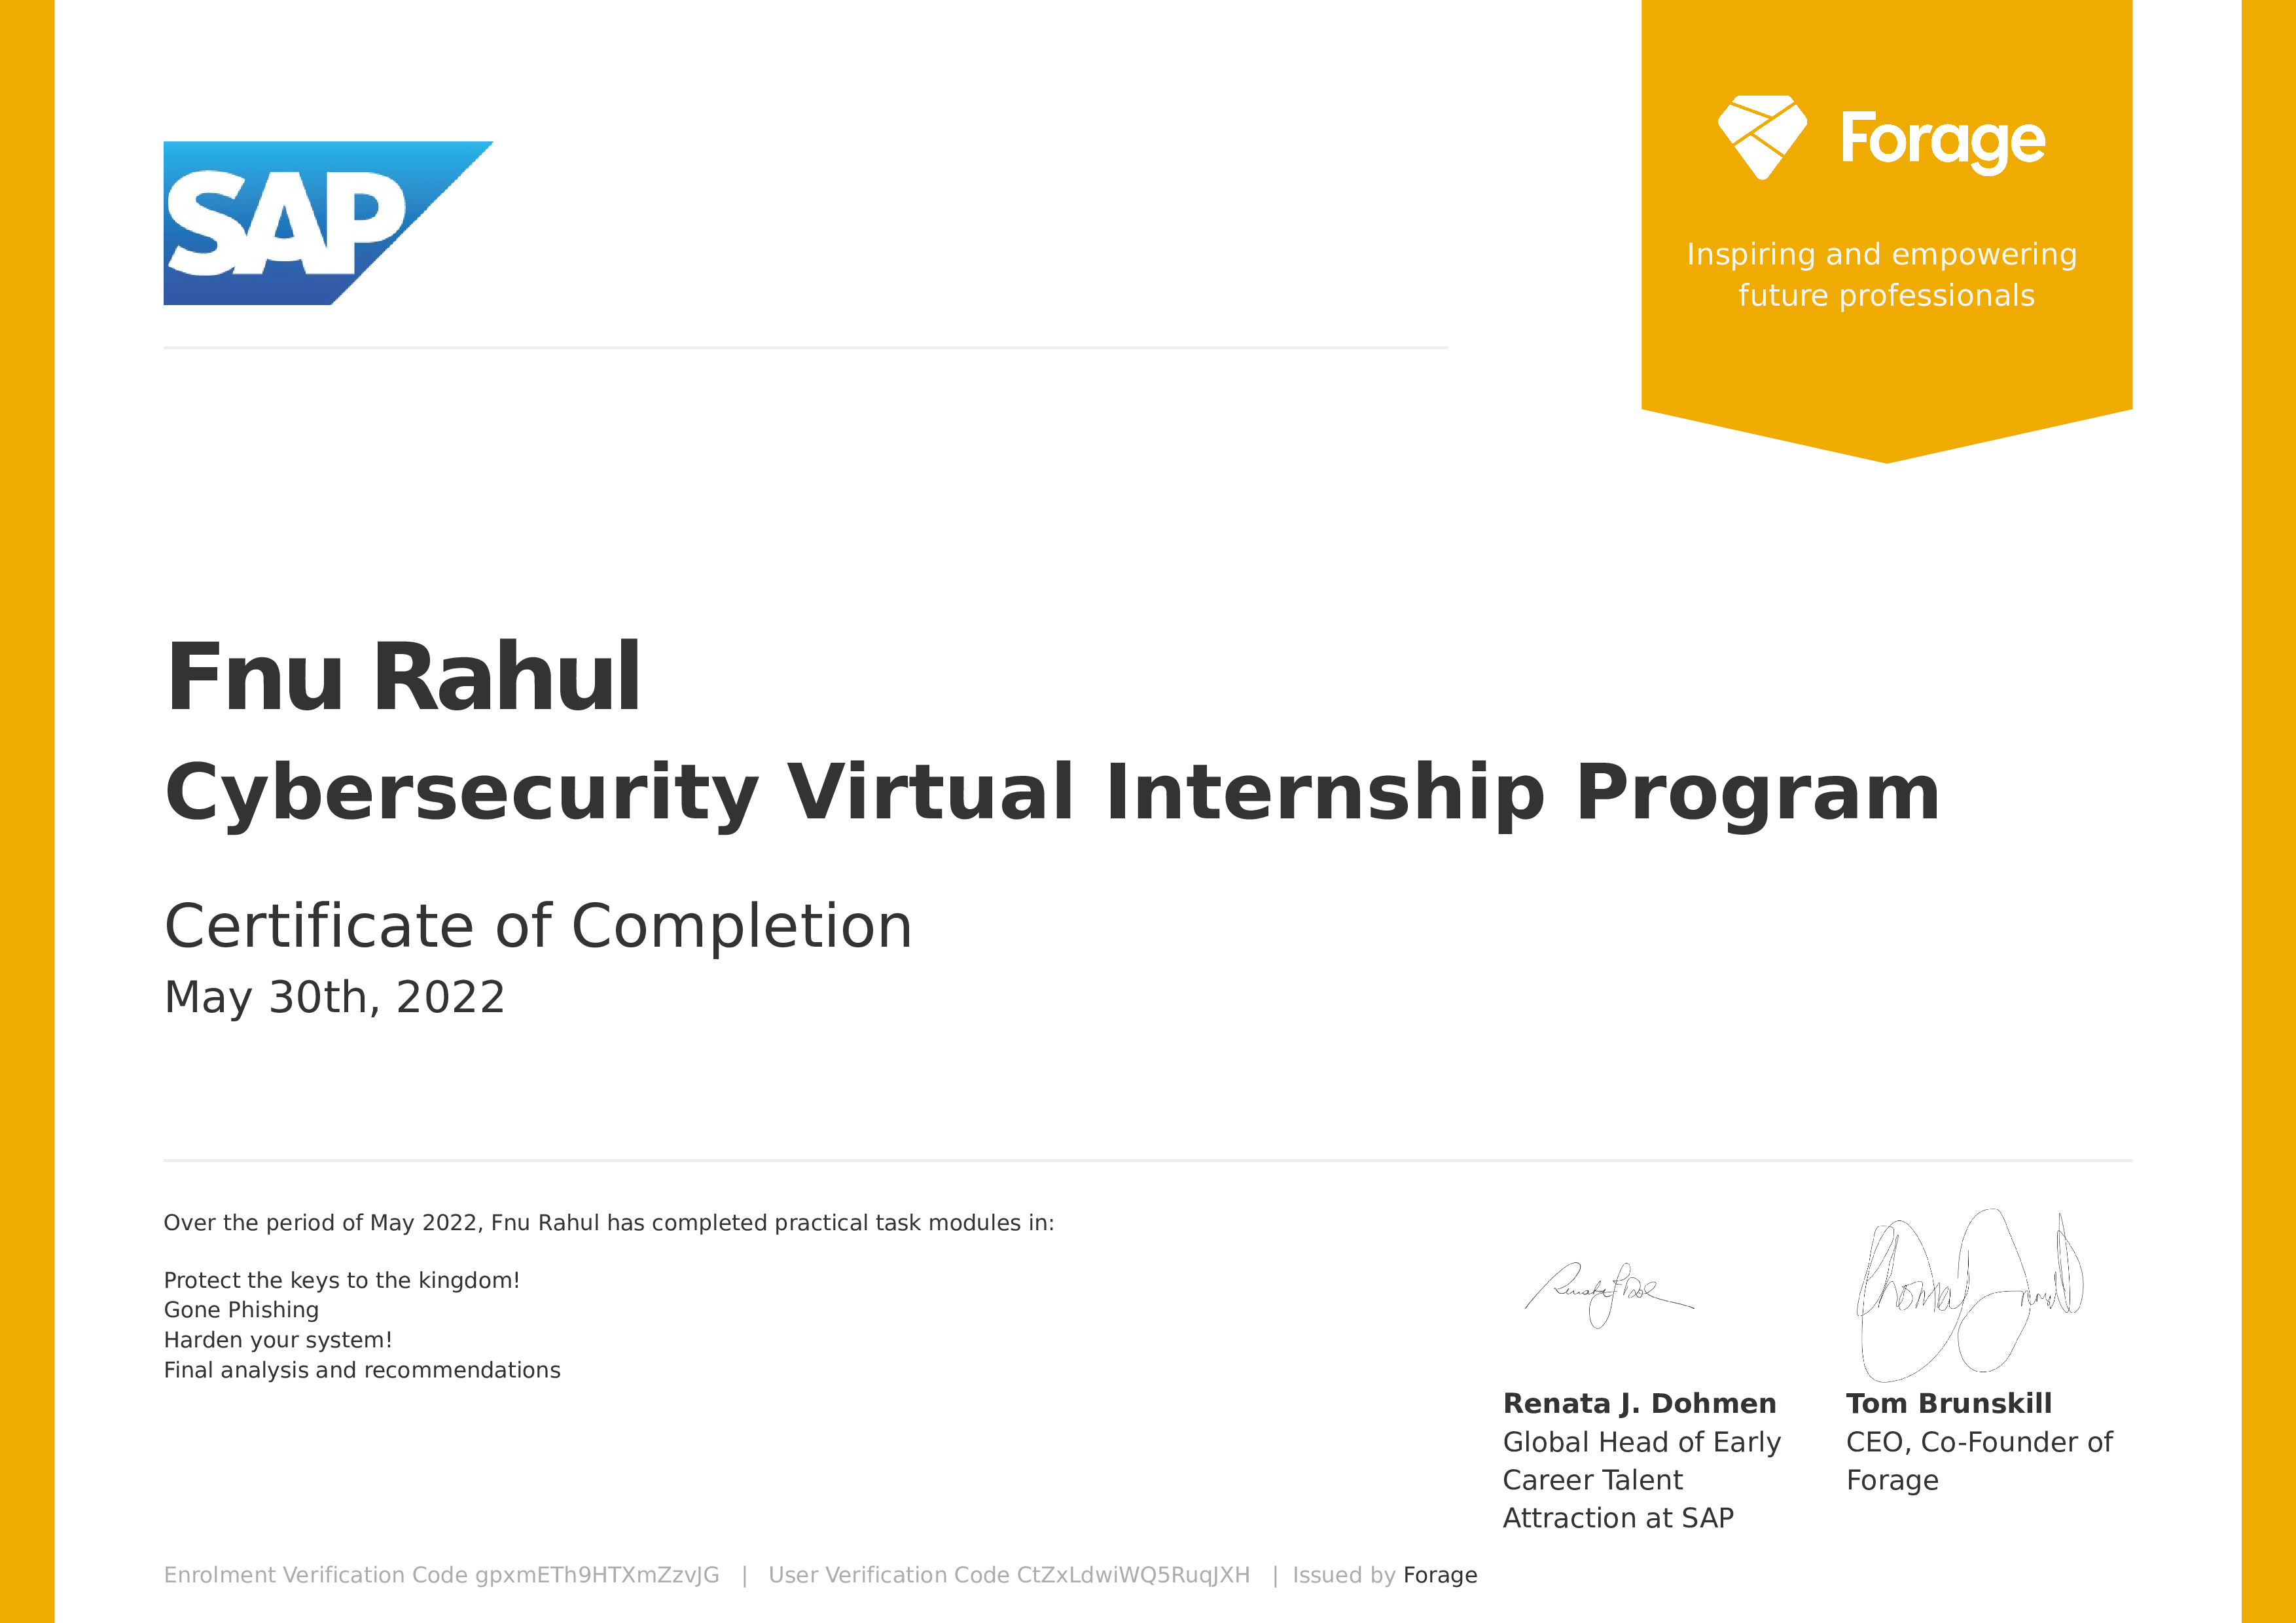 SAP
Forage
Inspiring and empowering
future professionals
Fnu Rahul
Cybersecurity Virtual Internship Program
Certificate of Completion
May 30th, 2022
Over the period of May 2022, Fnu Rahul has completed practical task modules in:
Protect the keys to the kingdom!
Gone Phishing
Harden your system!
Final analysis and recommendations
Renata J. Dohmen
Global Head of Early
Career Talent
Attraction at SAP
Tom Brunskill
CEO, Co-Founder of
Forage
Enrolment Verification Code gpxmETh9HTXmZzvJG | User Verification Code CtZxLdwiWQ5RuqJXH | Issued by Forage